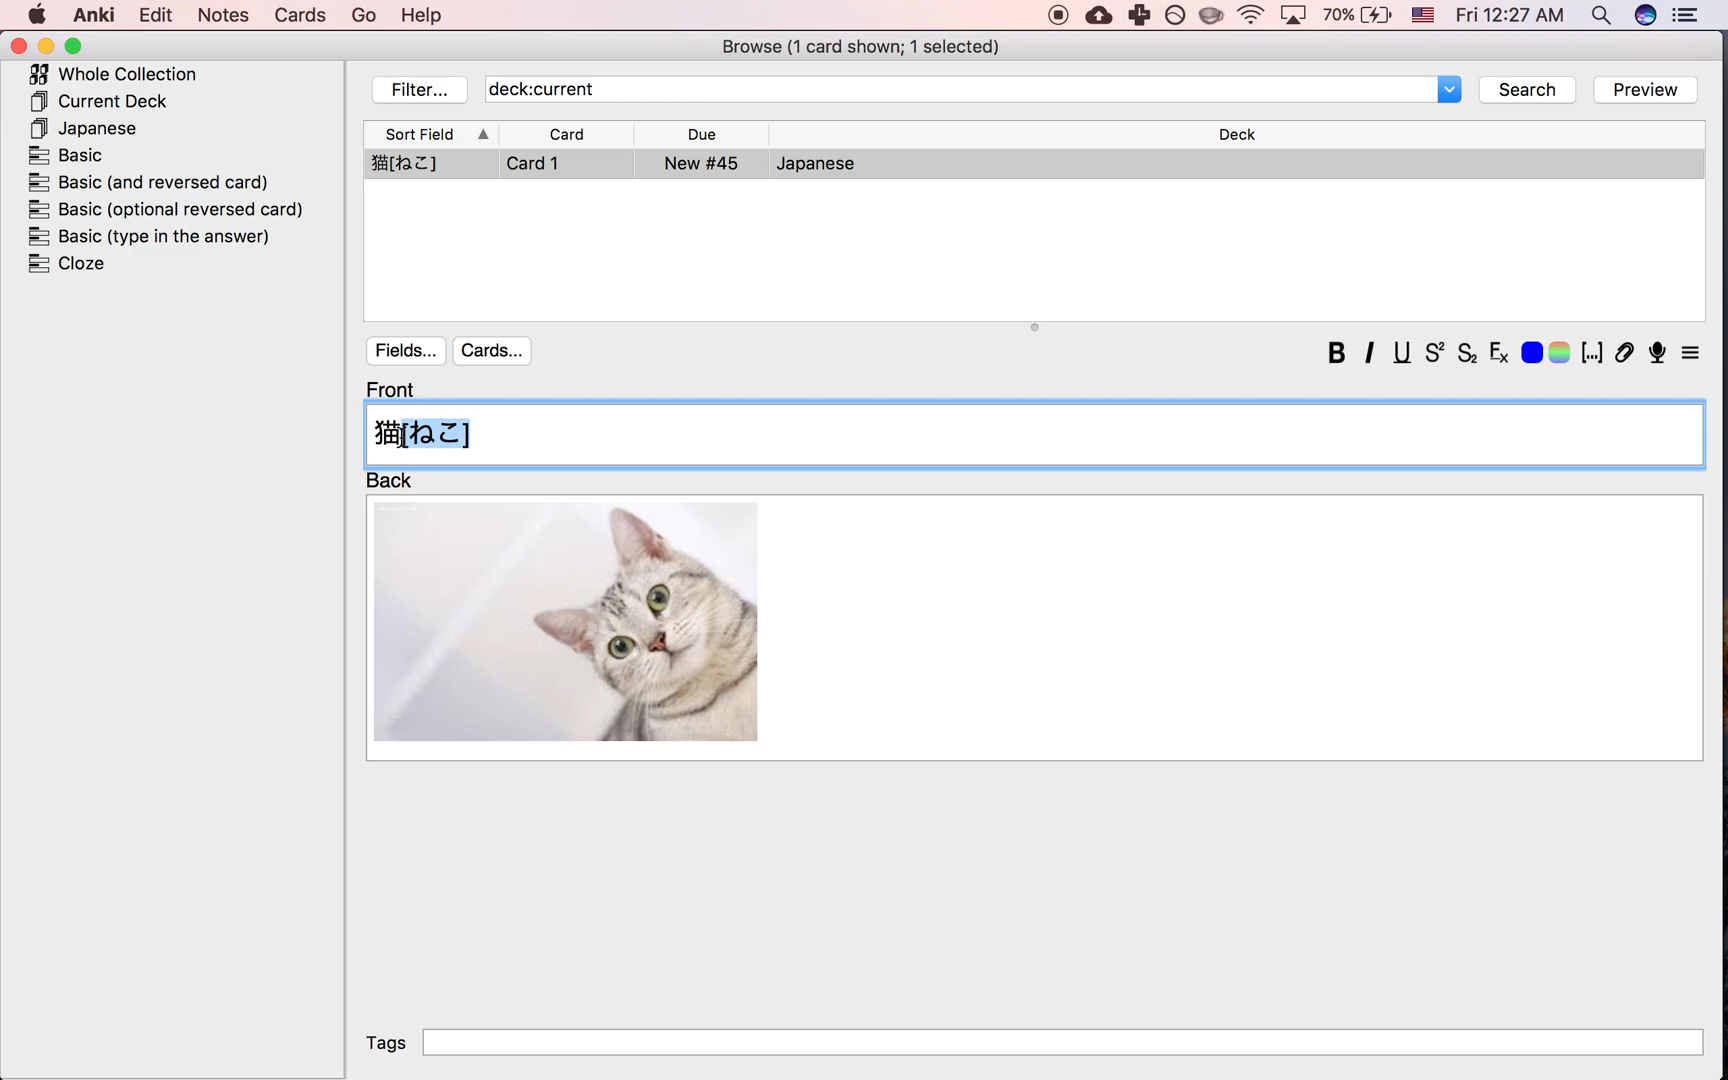 Anki Edit Notes Cards Go Help 70% Fri 12:27 AM
Browse (1 card shown; 1 selected)
Whole Collection
Current Deck
Japanese
Basic
Basic (and reversed card)
Basic (optional reversed card)
Basic (type in the answer)
Cloze
Filter... deck:current Search Preview
Sort Field Card Due Deck
猫[ねこ] Card 1 New #45 Japanese
Fields... Cards... B I U S² S₂ Ex [...]
Front
猫[ねこ]
Back
Tags